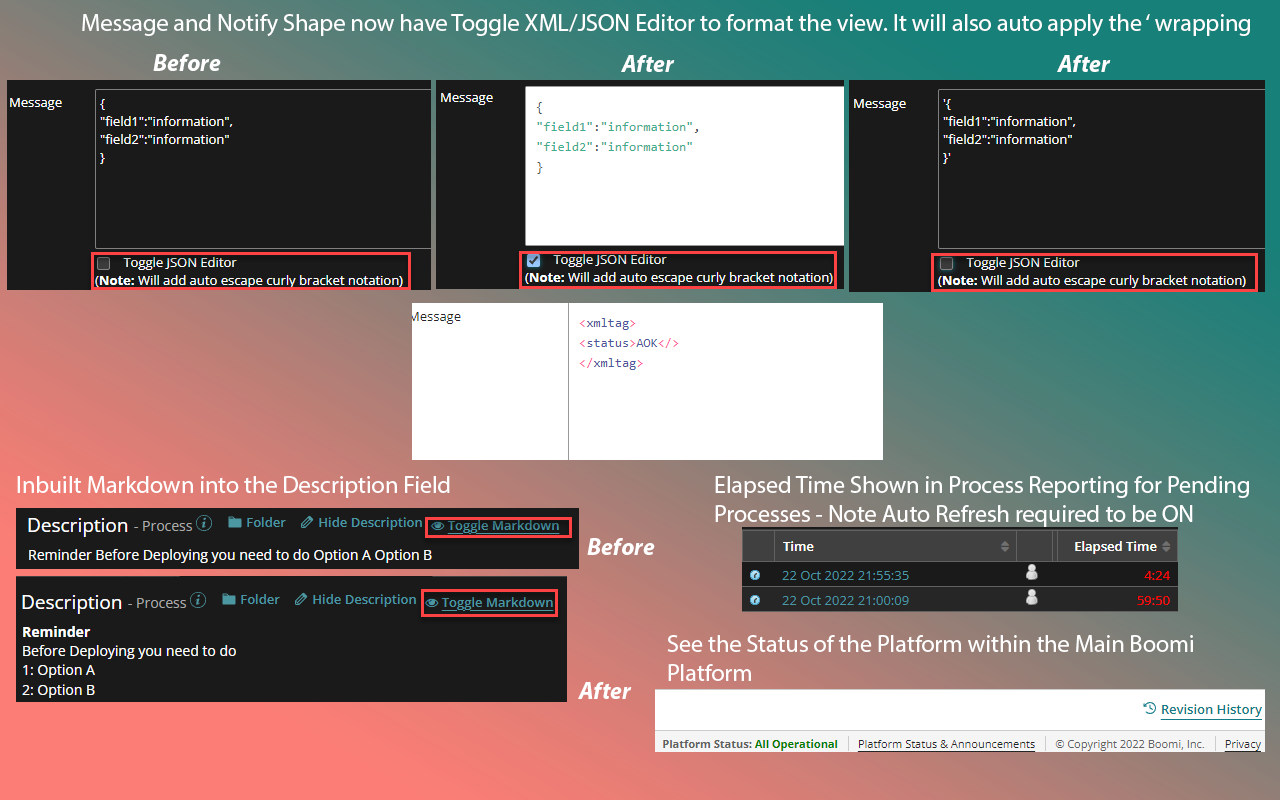 Message and Notify Shape now have Toggle XML/JSON Editor to format the view. It will also auto apply the ‘ wrapping
Before
After
After
Message
{
"field1":"information",
"field2":"information"
}
Toggle JSON Editor
(Note: Will add auto escape curly bracket notation)
Message
{
"field1":"information",
"field2":"information"
}
Toggle JSON Editor
(Note: Will add auto escape curly bracket notation)
Message
'{
"field1":"information",
"field2":"information"
}'
Toggle JSON Editor
(Note: Will add auto escape curly bracket notation)
Message
<xmltag>
<status>AOK</>
</xmltag>
Inbuilt Markdown into the Description Field
Description - Process Folder Hide Description Toggle Markdown
Reminder Before Deploying you need to do Option A Option B
Before
Description - Process Folder Hide Description Toggle Markdown
Reminder
Before Deploying you need to do
1: Option A
2: Option B
After
Elapsed Time Shown in Process Reporting for Pending
Processes - Note Auto Refresh required to be ON
Time Elapsed Time
22 Oct 2022 21:55:35 4:24
22 Oct 2022 21:00:09 59:50
See the Status of the Platform within the Main Boomi
Platform
Revision History
Platform Status: All Operational Platform Status & Announcements © Copyright 2022 Boomi, Inc. Privacy